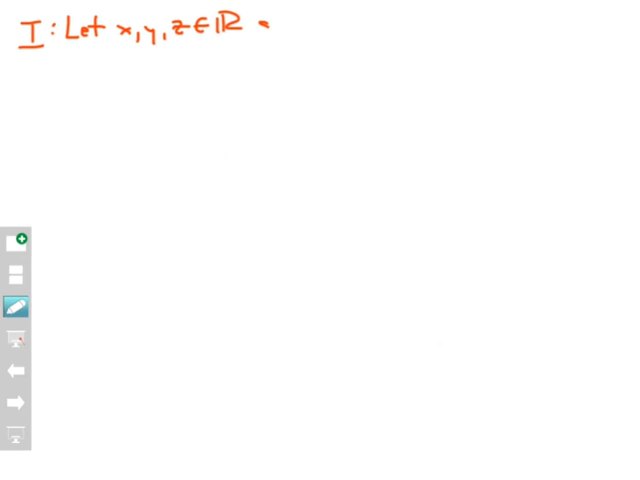 I: Let x, y, z ∈ ℝ